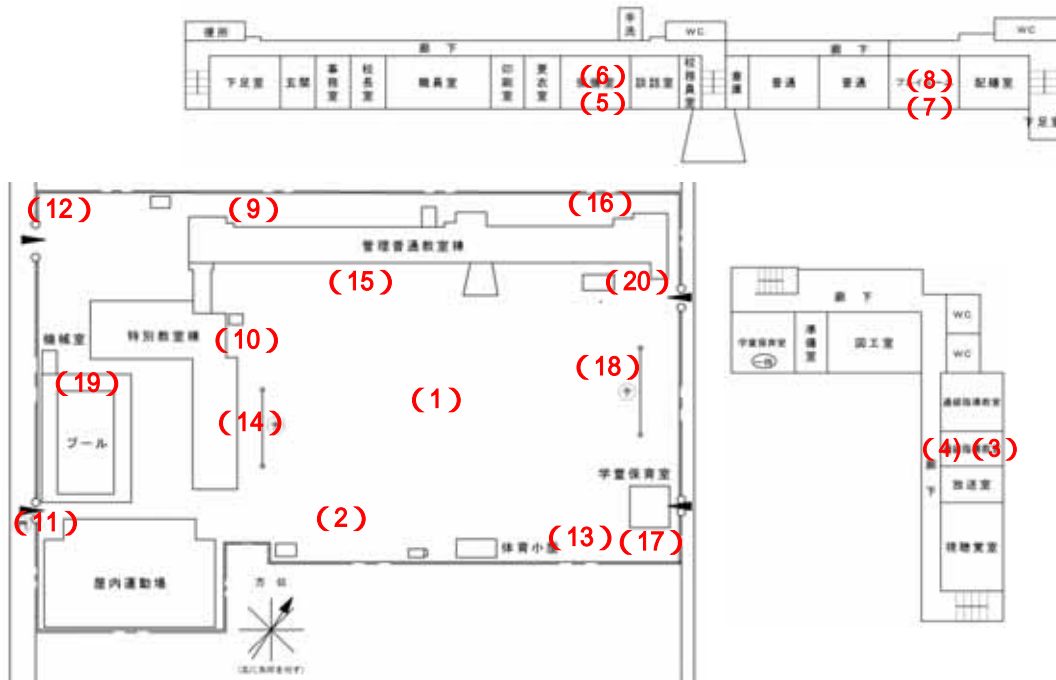 便所
手洗
WC
WC
廊下
廊下
下足室
玄関
事務室
校長室
職員室
印刷室
更衣室
(6)
(5)
談話室
校務員室
倉庫
普通
普通
(8)
(7)
配膳室
下足室
(12)
(9)
(16)
管理普通教室棟
(15)
(20)
機械室
特別教室棟
(10)
(19)
プール
(14)
(1)
(18)
学童保育室
(11)
(2)
(13)
(17)
体育小屋
屋内運動場
方位
廊下
WC
WC
学童保育室
準備室
図工室
通級指導教室
(4)
(3)
廊下
放送室
視聴覚室